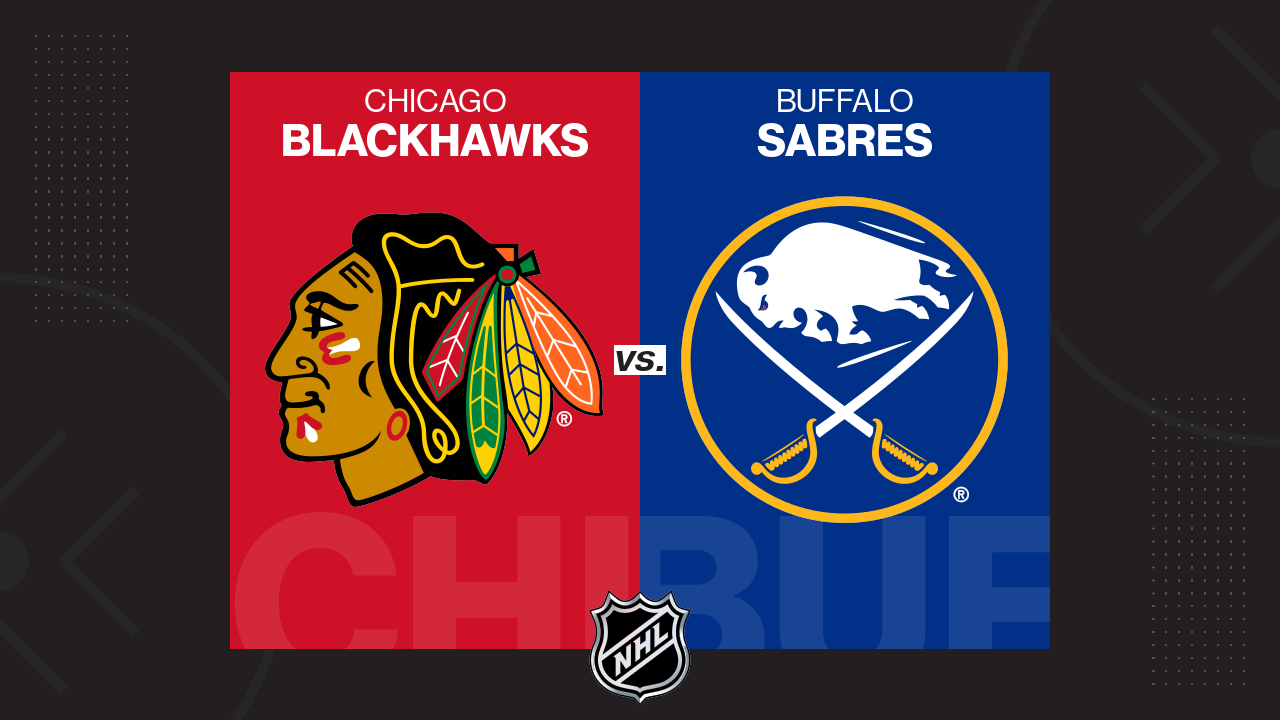 CHICAGO
BLACKHAWKS
BUFFALO
SABRES
vs.
®
®
CHI
BUF
NHL